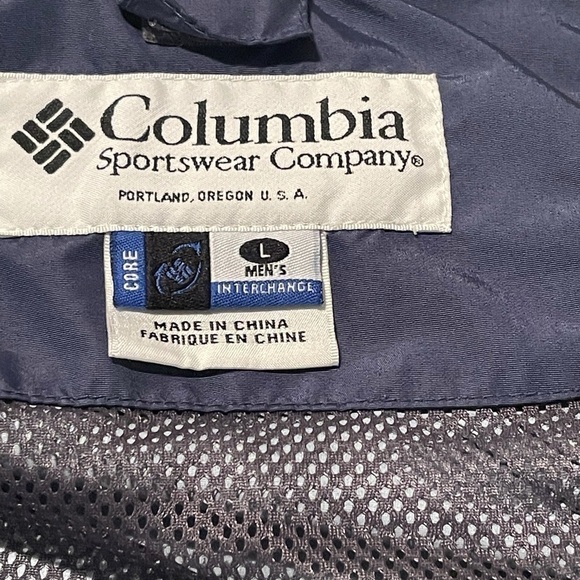 Columbia
Sportswear Company®
PORTLAND, OREGON U.S.A.
CORE
L
MEN'S
INTERCHANGE
MADE IN CHINA
FABRIQUE EN CHINE